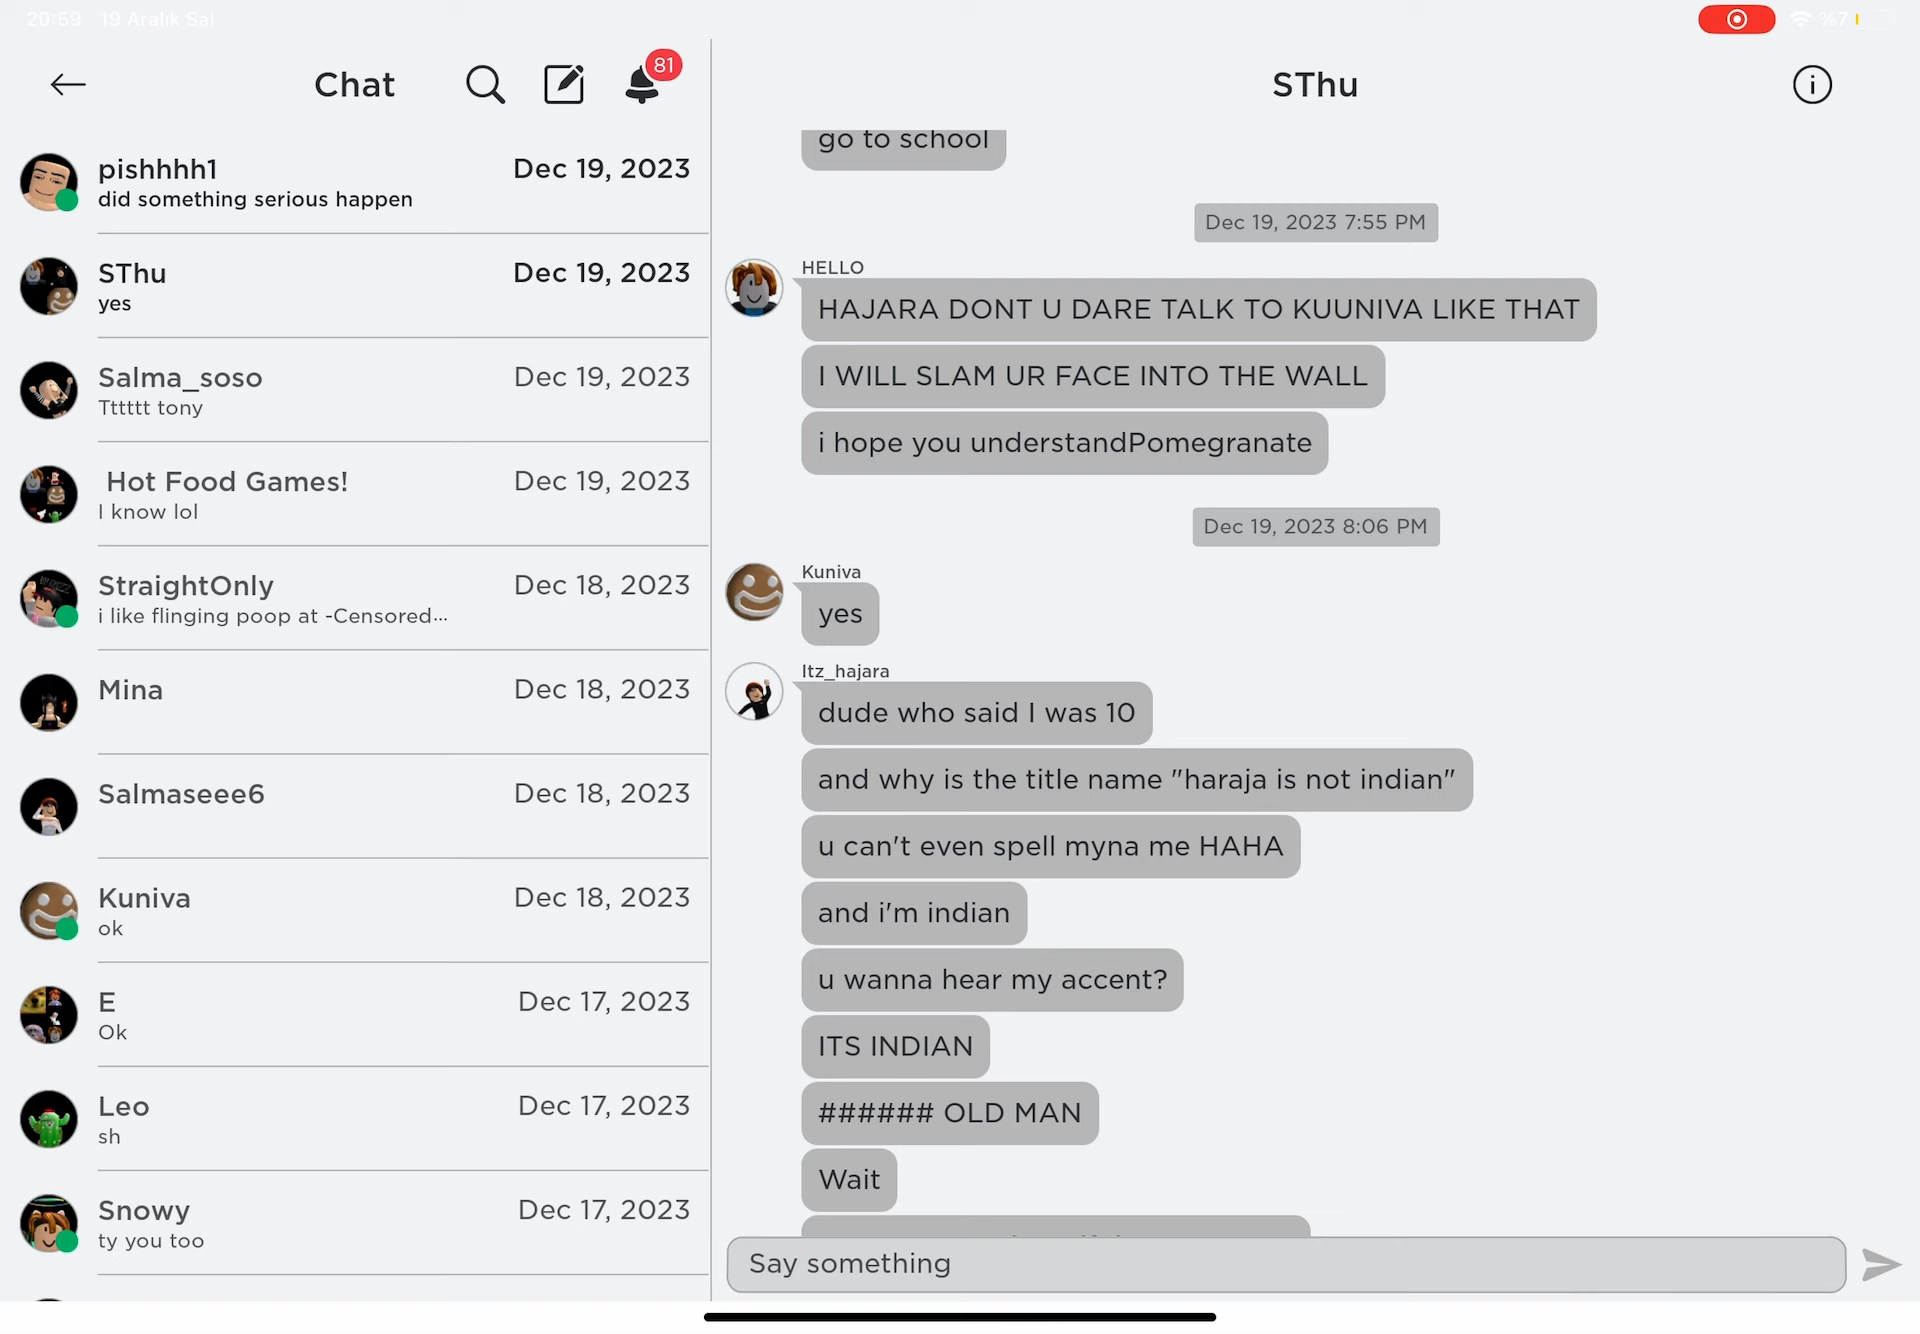 20:59 19 Aralık Sal
%7
Chat
81
pishhhh1
Dec 19, 2023
did something serious happen
SThu
Dec 19, 2023
yes
Salma_soso
Dec 19, 2023
Tttttt tony
Hot Food Games!
Dec 19, 2023
I know lol
StraightOnly
Dec 18, 2023
i like flinging poop at -Censored...
Mina
Dec 18, 2023
Salmaseee6
Dec 18, 2023
Kuniva
Dec 18, 2023
ok
E
Dec 17, 2023
Ok
Leo
Dec 17, 2023
sh
Snowy
Dec 17, 2023
ty you too
SThu
go to school
Dec 19, 2023 7:55 PM
HELLO
HAJARA DONT U DARE TALK TO KUUNIVA LIKE THAT
I WILL SLAM UR FACE INTO THE WALL
i hope you understandPomegranate
Dec 19, 2023 8:06 PM
Kuniva
yes
Itz_hajara
dude who said I was 10
and why is the title name "haraja is not indian"
u can't even spell myna me HAHA
and i'm indian
u wanna hear my accent?
ITS INDIAN
###### OLD MAN
Wait
Say something